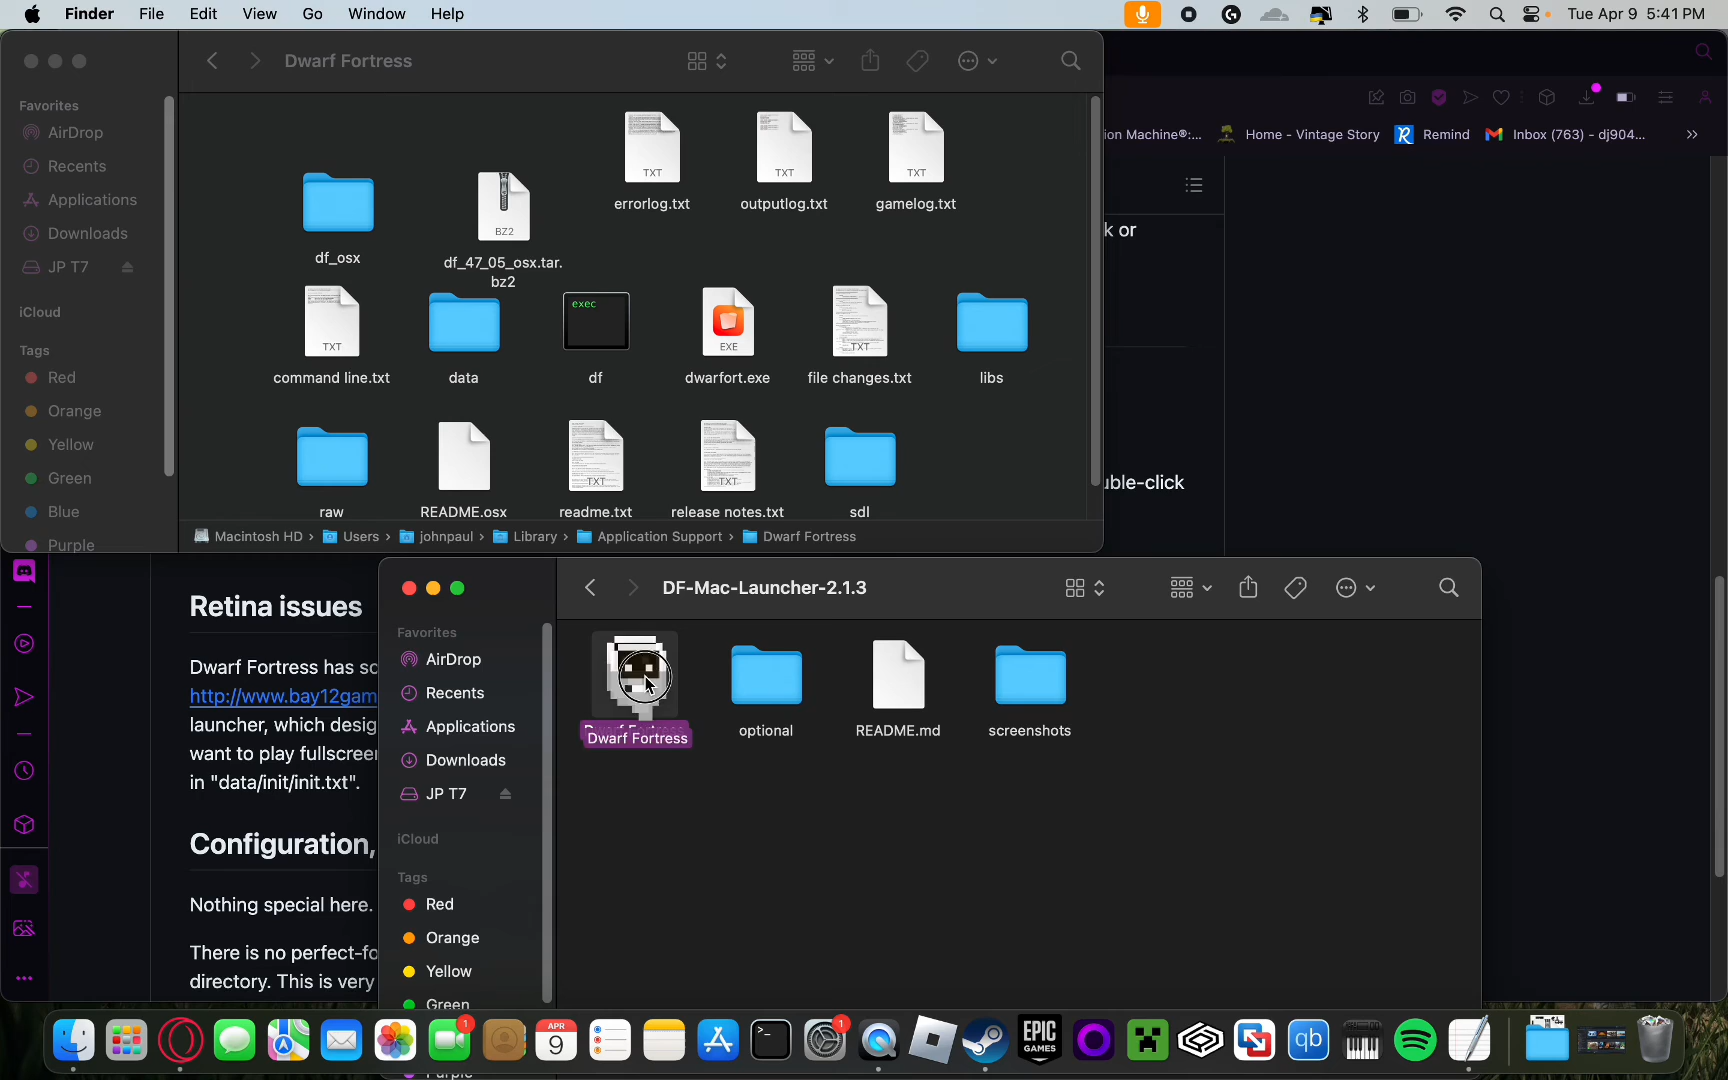 Finder File Edit View Go Window Help Tue Apr 9 5:41 PM
Dwarf Fortress
Favorites
AirDrop
Recents
Applications
Downloads
JP T7
iCloud
Tags
Red
Orange
Yellow
Green
Blue
Purple
TXT TXT TXT
errorlog.txt outputlog.txt gamelog.txt
BZ2
df_osx df_47_05_osx.tar.
bz2
TXT exec EXE TXT
command line.txt data df dwarfort.exe file changes.txt libs
TXT TXT
raw README.osx readme.txt release notes.txt sdl
Macintosh HD › Users › johnpaul › Library › Application Support › Dwarf Fortress
ion Machine®:... Home - Vintage Story Remind Inbox (763) - dj904... »
k or
uble-click
Retina issues
Dwarf Fortress has sc
http://www.bay12gam
launcher, which desig
want to play fullscreen
in "data/init/init.txt".
Configuration,
Nothing special here.
There is no perfect-fo
directory. This is very
DF-Mac-Launcher-2.1.3
Favorites
AirDrop
Recents
Applications
Downloads
JP T7
iCloud
Tags
Red
Orange
Yellow
Green
Purple
Dwarf Fortress
Dwarf Fortress optional README.md screenshots
1 APR 9 1 EPIC GAMES qb